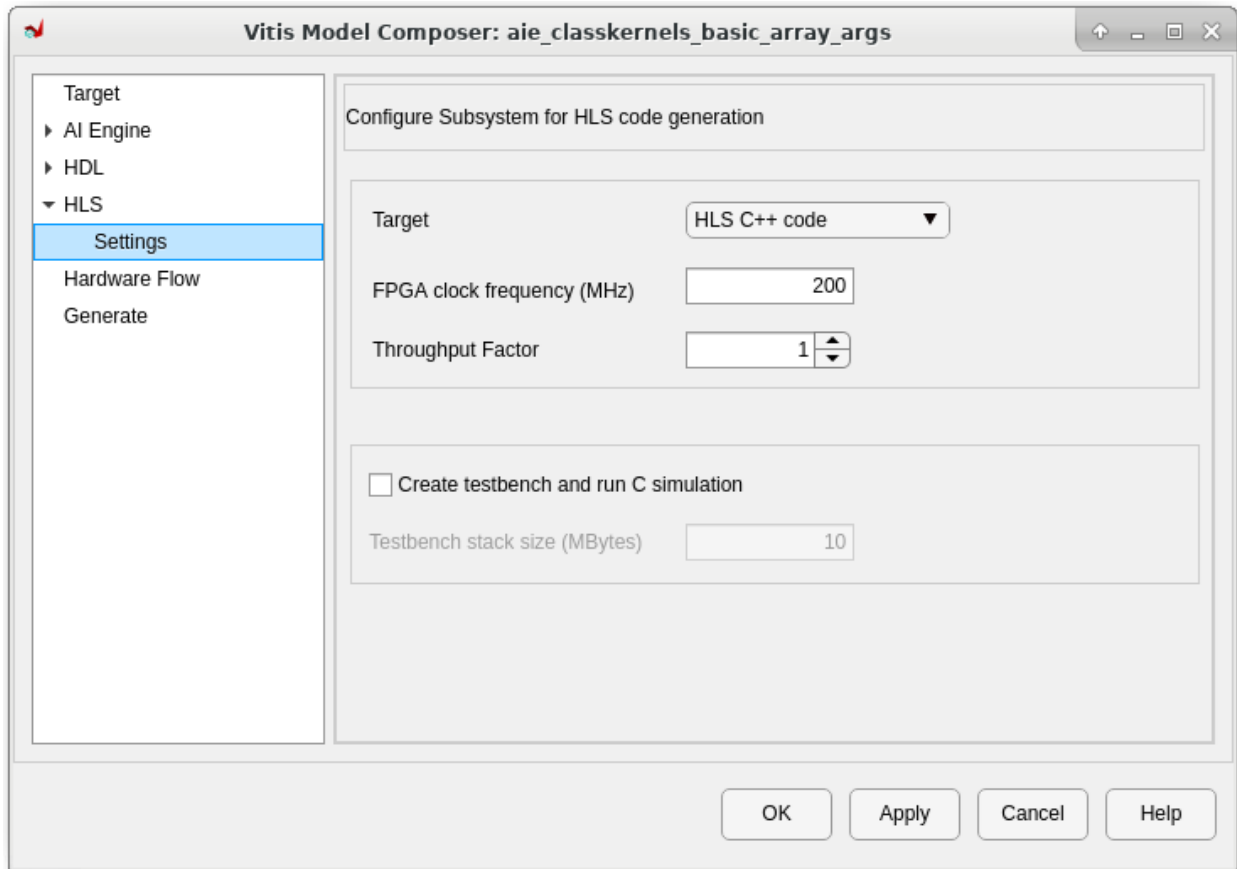 Vitis Model Composer: aie_classkernels_basic_array_args
Target
AI Engine
HDL
HLS
Settings
Hardware Flow
Generate
Configure Subsystem for HLS code generation
Target
HLS C++ code
FPGA clock frequency (MHz)
200
Throughput Factor
1
Create testbench and run C simulation
Testbench stack size (MBytes)
10
OK
Apply
Cancel
Help